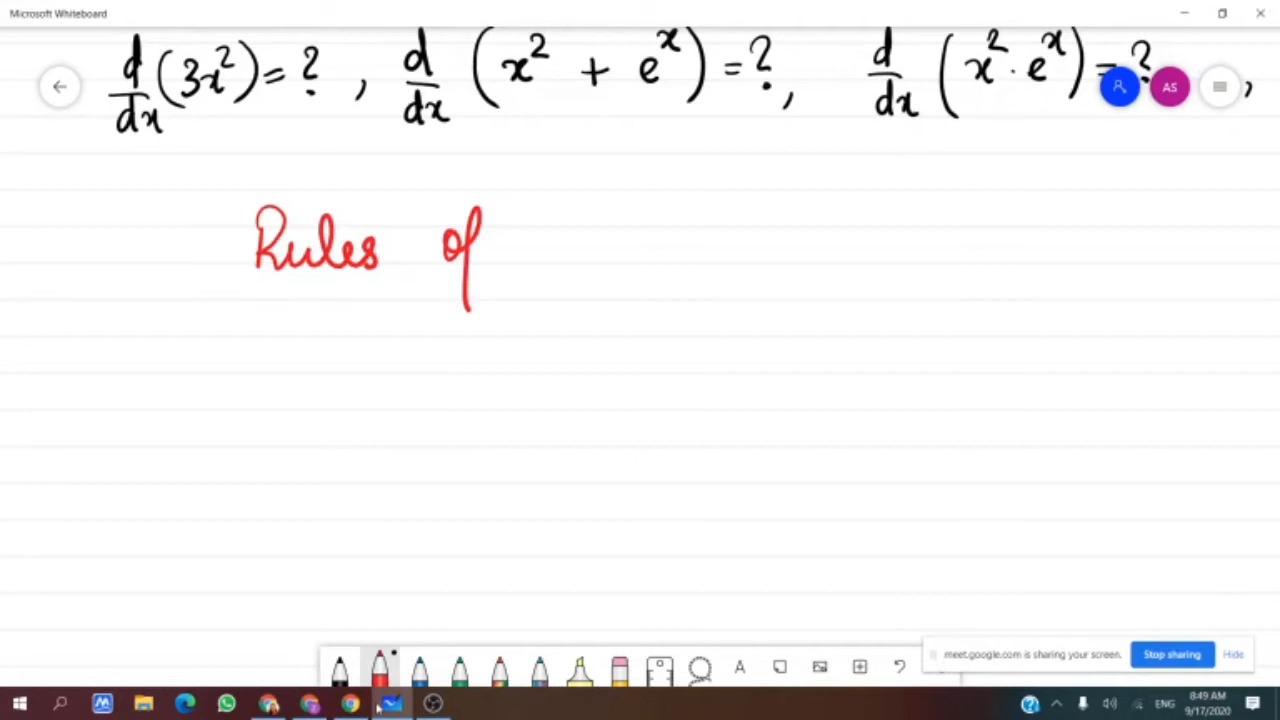 Microsoft Whiteboard
d/dx (3x²) = ? , d/dx (x² + eˣ) = ? , d/dx (x² · eˣ) = ? ,
AS
Rules of
A
meet.google.com is sharing your screen. Stop sharing Hide
ENG 8:49 AM
9/17/2020